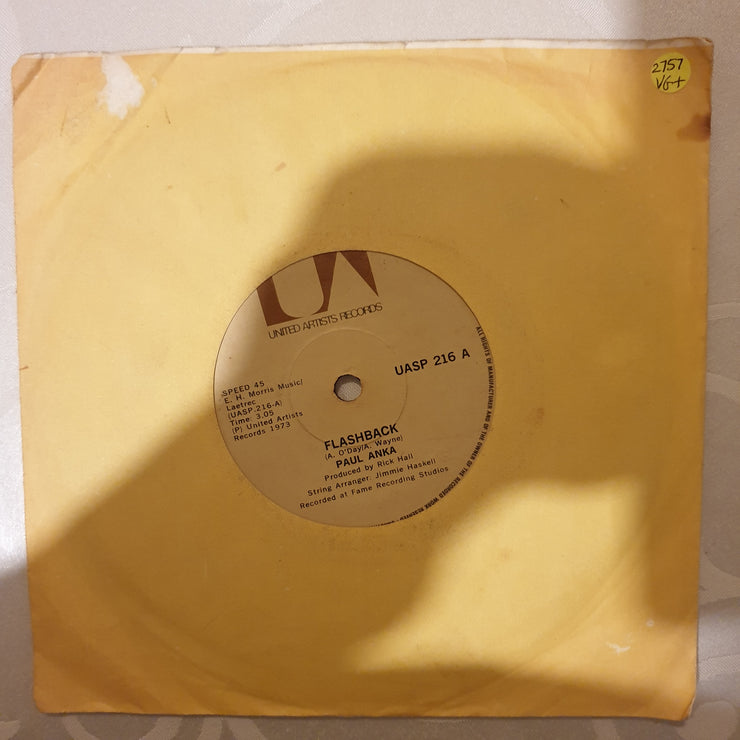 2757
VG+
UA
UNITED ARTISTS RECORDS
UASP 216 A
SPEED 45
E. H. Morris Music/
Laetrec
(UASP.216-A)
Time: 3.05
(P) United Artists
Records 1973
FLASHBACK
(A. O'Day/A. Wayne)
PAUL ANKA
Produced by Rick Hall
String Arranger: Jimmie Haskell
Recorded at Fame Recording Studios
ALL RIGHTS OF MANUFACTURER AND OF THE OWNER OF THE RECORDED WORK RESERVED